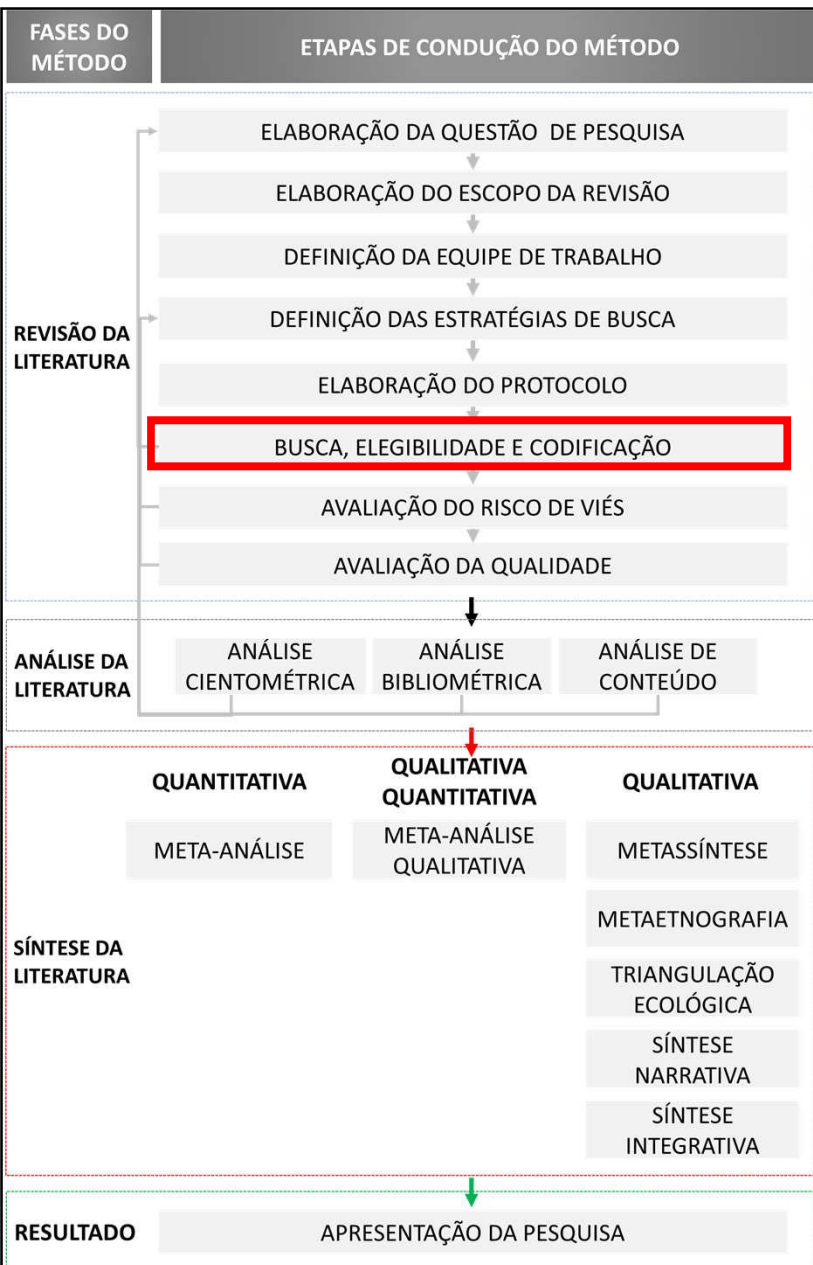 FASES DO
MÉTODO
ETAPAS DE CONDUÇÃO DO MÉTODO
REVISÃO DA
LITERATURA
ELABORAÇÃO DA QUESTÃO DE PESQUISA
ELABORAÇÃO DO ESCOPO DA REVISÃO
DEFINIÇÃO DA EQUIPE DE TRABALHO
DEFINIÇÃO DAS ESTRATÉGIAS DE BUSCA
ELABORAÇÃO DO PROTOCOLO
BUSCA, ELEGIBILIDADE E CODIFICAÇÃO
AVALIAÇÃO DO RISCO DE VIÉS
AVALIAÇÃO DA QUALIDADE
ANÁLISE DA
LITERATURA
ANÁLISE
CIENTOMÉTRICA
ANÁLISE
BIBLIOMÉTRICA
ANÁLISE DE
CONTEÚDO
SÍNTESE DA
LITERATURA
QUANTITATIVA
META-ANÁLISE
QUALITATIVA
QUANTITATIVA
META-ANÁLISE
QUALITATIVA
QUALITATIVA
METASSÍNTESE
METAETNOGRAFIA
TRIANGULAÇÃO
ECOLÓGICA
SÍNTESE
NARRATIVA
SÍNTESE
INTEGRATIVA
RESULTADO
APRESENTAÇÃO DA PESQUISA